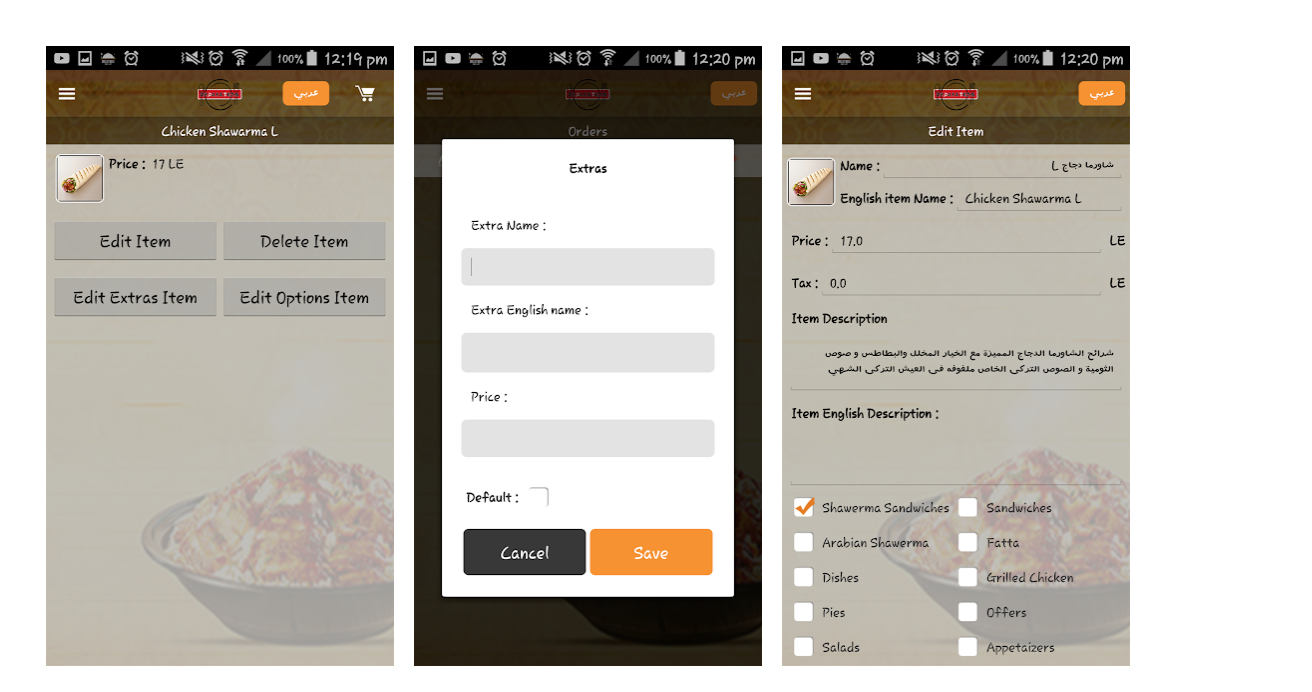 100% 12:19 pm
عربي
Chicken Shawarma L
Price : 17 LE
Edit Item
Delete Item
Edit Extras Item
Edit Options Item
100% 12:20 pm
عربي
Orders
Extras
Extra Name :
Extra English name :
Price :
Default :
Cancel
Save
100% 12:20 pm
عربي
Edit Item
Name : شاورما دجاج L
English item Name : Chicken Shawarma L
Price : 17.0 LE
Tax : 0.0 LE
Item Description
شرائح الشاورما الدجاج المميزة مع الخيار المخلل والبطاطس و صوص
الثومية و الصوص التركى الخاص ملفوفه فى العيش التركى الشهي
Item English Description :
Shawerma Sandwiches
Sandwiches
Arabian Shawerma
Fatta
Dishes
Grilled Chicken
Pies
Offers
Salads
Appetaizers